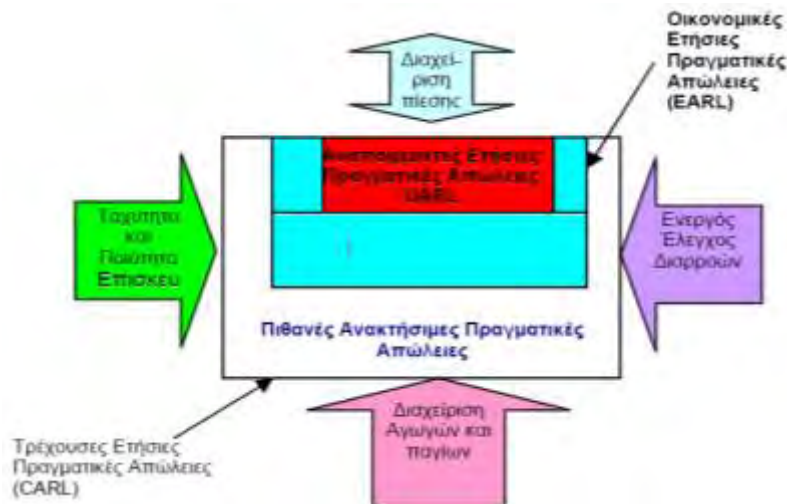 Διαχεί-
ριση
πίεσης
Οικονομικές
Ετήσιες
Πραγματικές
Απώλειες
(EARL)
Ετήσιες
Πραγματικές Απώλειες
UARL
Ταχύτητα
και
Ποιότητα
Επισκευ
Ενεργός
Έλεγχος
Διαρροών
Πιθανές Ανακτήσιμες Πραγματικές
Απώλειες
Διαχείριση
Αγωγών και
παγίων
Τρέχουσες Ετήσιες
Πραγματικές Απώλειες
(CARL)